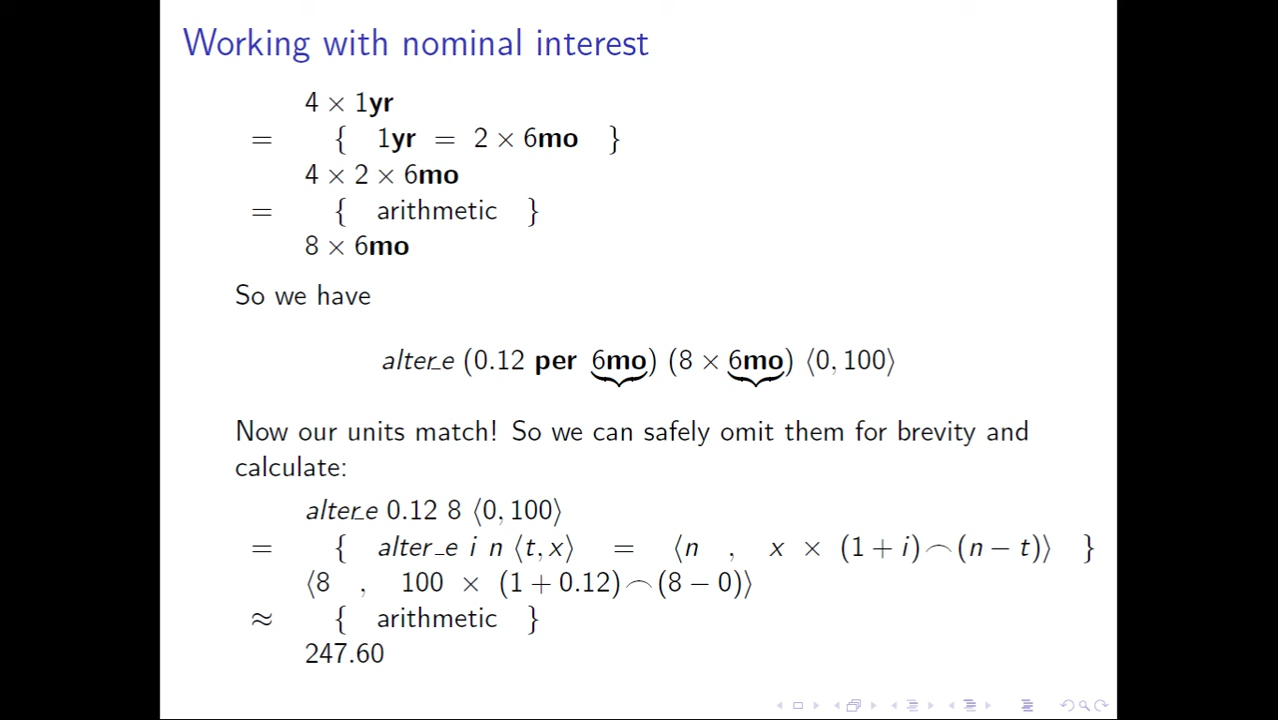 Working with nominal interest
4 × 1yr
= { 1yr = 2 × 6mo }
4 × 2 × 6mo
= { arithmetic }
8 × 6mo
So we have
alter_e (0.12 per 6mo) (8 × 6mo) ⟨0, 100⟩
Now our units match! So we can safely omit them for brevity and
calculate:
alter_e 0.12 8 ⟨0, 100⟩
= { alter_e i n ⟨t, x⟩ = ⟨n , x × (1 + i)⌢(n − t)⟩ }
⟨8 , 100 × (1 + 0.12)⌢(8 − 0)⟩
≈ { arithmetic }
247.60